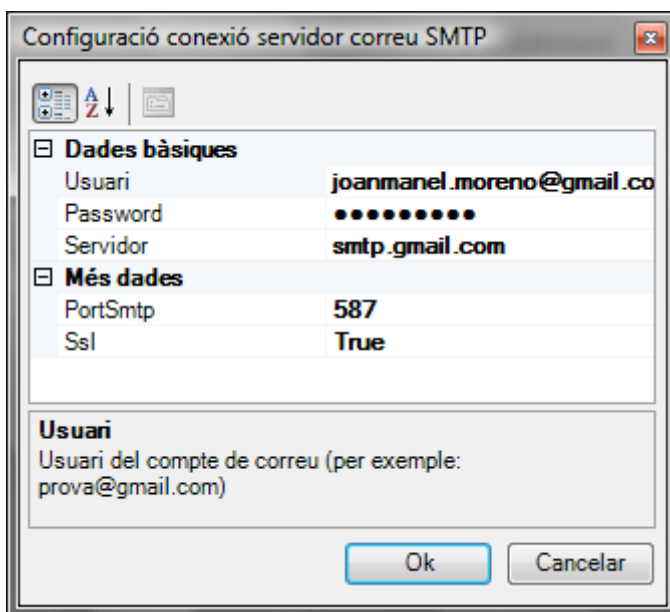 Configuració conexió servidor correu SMTP
AZ
Dades bàsiques
Usuari joanmanel.moreno@gmail.co
Password ●●●●●●●●●
Servidor smtp.gmail.com
Més dades
PortSmtp 587
Ssl True
Usuari
Usuari del compte de correu (per exemple:
prova@gmail.com)
Ok Cancelar